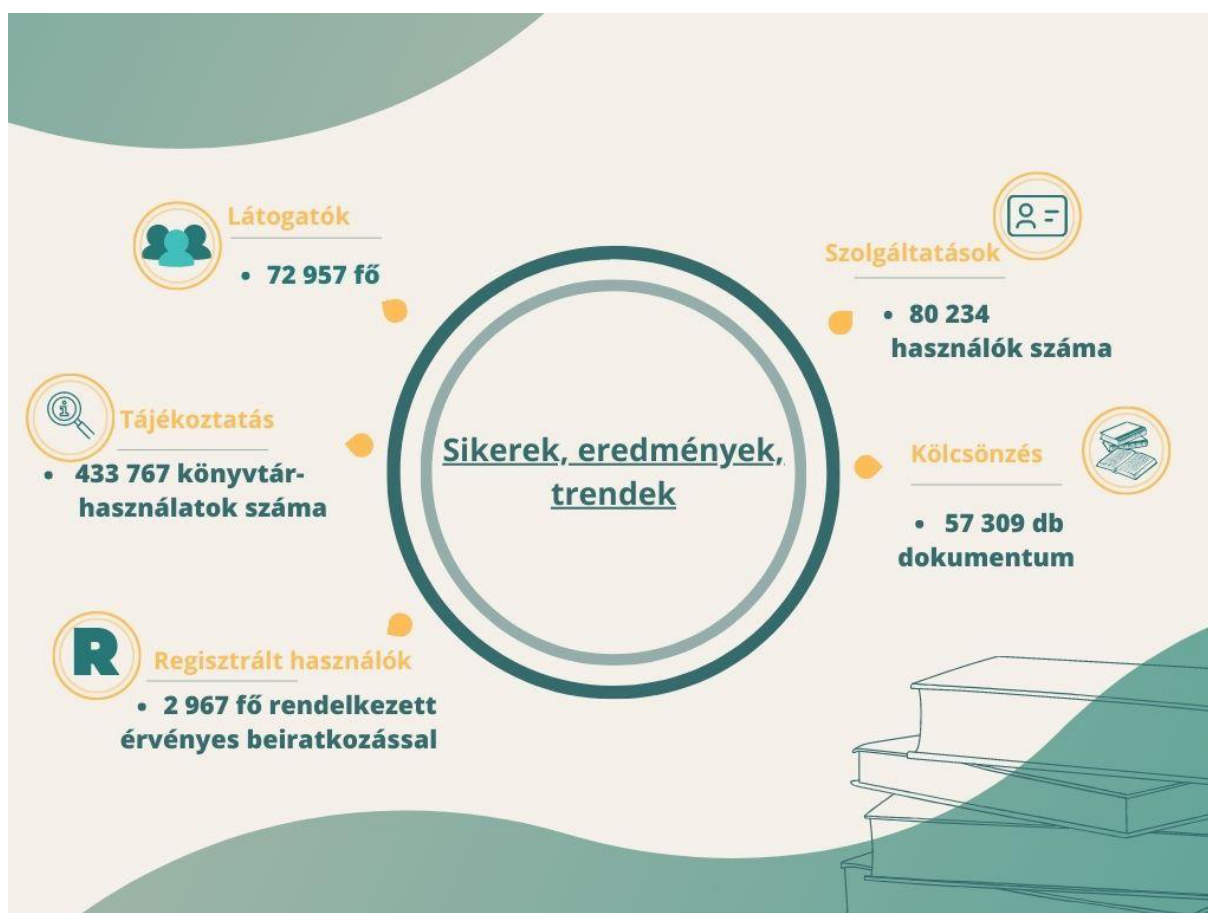 Látogatók
• 72 957 fő
Tájékoztatás
• 433 767 könyvtár-
használatok száma
R
Regisztrált használók
• 2 967 fő rendelkezett
érvényes beiratkozással
Sikerek, eredmények,
trendek
Szolgáltatások
• 80 234
használók száma
Kölcsönzés
• 57 309 db
dokumentum